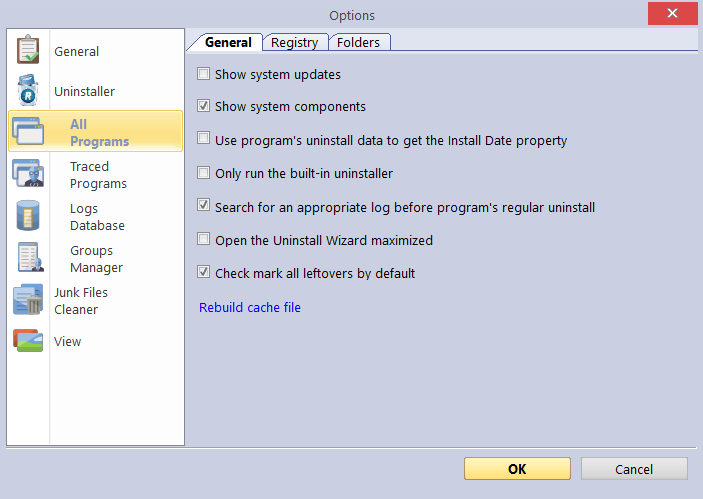 Options
General
Uninstaller
All
Programs
Traced
Programs
Logs
Database
Groups
Manager
Junk Files
Cleaner
View
General
Registry
Folders
Show system updates
Show system components
Use program's uninstall data to get the Install Date property
Only run the built-in uninstaller
Search for an appropriate log before program's regular uninstall
Open the Uninstall Wizard maximized
Check mark all leftovers by default
Rebuild cache file
OK
Cancel